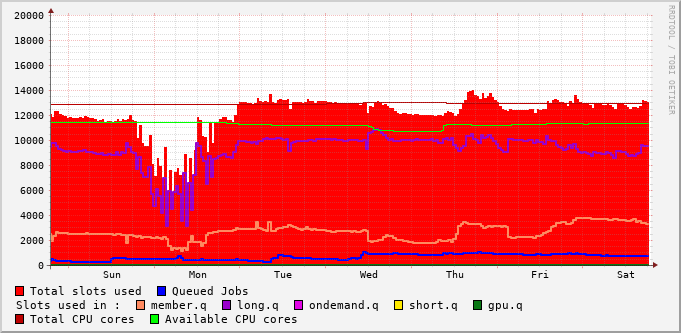 20000
18000
16000
14000
12000
10000
8000
6000
4000
2000
0
Sun Mon Tue Wed Thu Fri Sat
RRDTOOL / TOBI OETIKER
Total slots used Queued Jobs
Slots used in : member.q long.q ondemand.q short.q gpu.q
Total CPU cores Available CPU cores